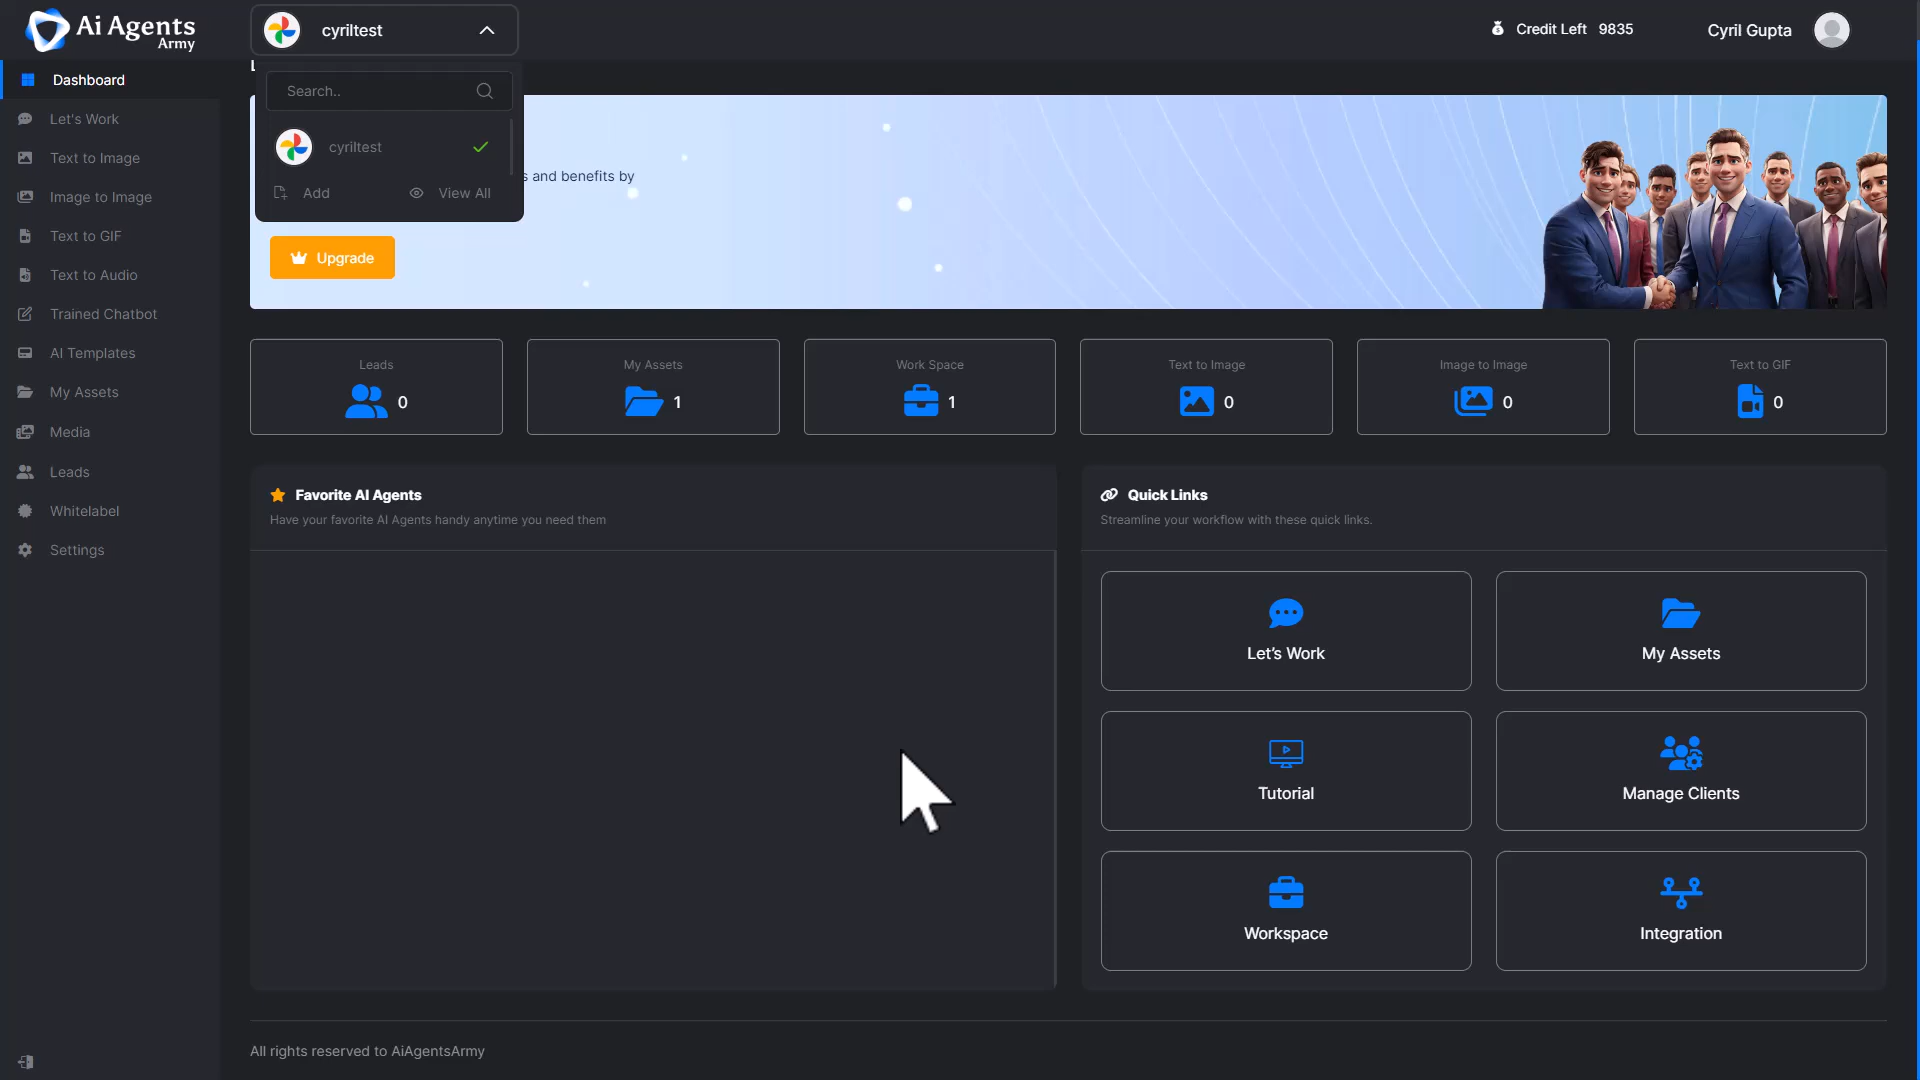 Ai Agents
Army
cyriltest
Credit Left 9835
Cyril Gupta
Dashboard
Let's Work
Text to Image
Image to Image
Text to GIF
Text to Audio
Trained Chatbot
AI Templates
My Assets
Media
Leads
Whitelabel
Settings
Search..
cyriltest
Add
View All
s and benefits by
Upgrade
Leads
0
My Assets
1
Work Space
1
Text to Image
0
Image to Image
0
Text to GIF
0
Favorite AI Agents
Have your favorite AI Agents handy anytime you need them
Quick Links
Streamline your workflow with these quick links.
Let's Work
My Assets
Tutorial
Manage Clients
Workspace
Integration
All rights reserved to AiAgentsArmy